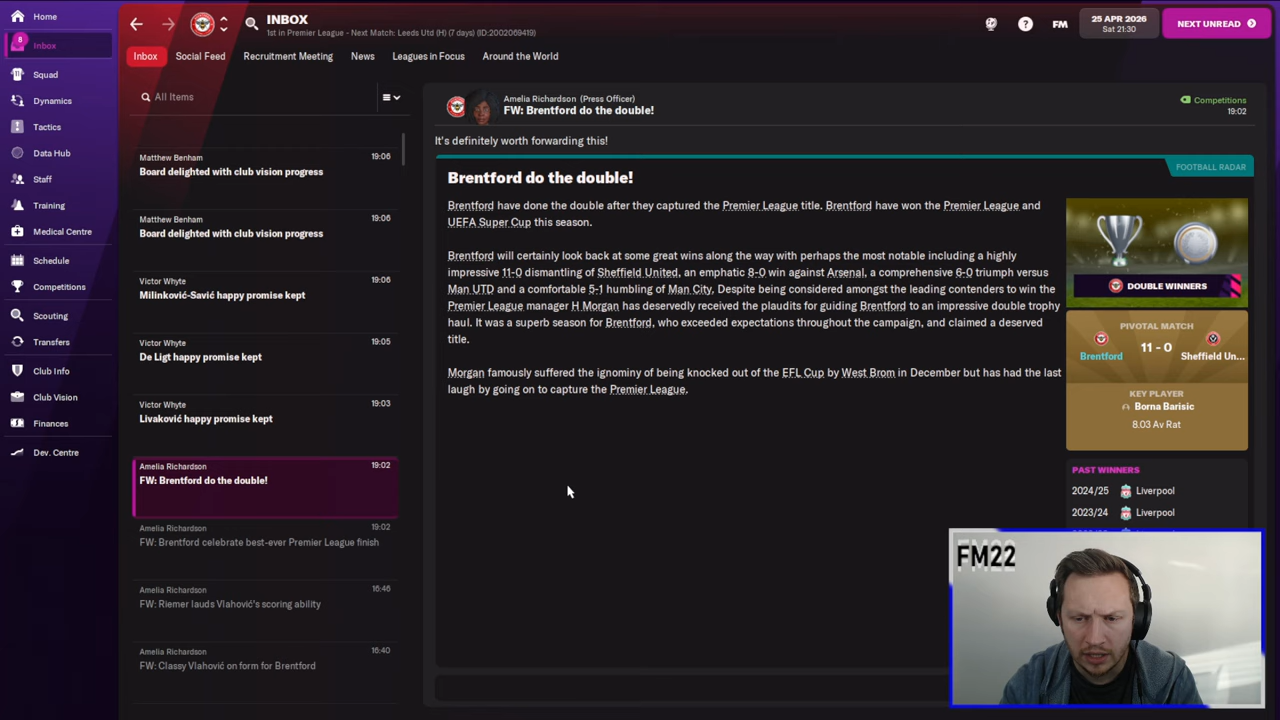 Home
8
Inbox
Squad
Dynamics
Tactics
Data Hub
Staff
Training
Medical Centre
Schedule
Competitions
Scouting
Transfers
Club Info
Club Vision
Finances
Dev. Centre
INBOX
1st in Premier League - Next Match: Leeds Utd (H) (7 days) (ID:2002069419)
FM
25 APR 2026
Sat 21:30
NEXT UNREAD
Inbox
Social Feed
Recruitment Meeting
News
Leagues in Focus
Around the World
All Items
Matthew Benham 19:06
Board delighted with club vision progress
Matthew Benham 19:06
Board delighted with club vision progress
Victor Whyte 19:06
Milinković-Savić happy promise kept
Victor Whyte 19:05
De Ligt happy promise kept
Victor Whyte 19:03
Livaković happy promise kept
Amelia Richardson 19:02
FW: Brentford do the double!
Amelia Richardson 19:02
FW: Brentford celebrate best-ever Premier League finish
Amelia Richardson 16:46
FW: Riemer lauds Vlahović's scoring ability
Amelia Richardson 16:40
FW: Classy Vlahović on form for Brentford
Amelia Richardson (Press Officer)
FW: Brentford do the double!
Competitions
19:02
It's definitely worth forwarding this!
FOOTBALL RADAR
Brentford do the double!
Brentford have done the double after they captured the Premier League title. Brentford have won the Premier League and
UEFA Super Cup this season.
Brentford will certainly look back at some great wins along the way with perhaps the most notable including a highly
impressive 11-0 dismantling of Sheffield United, an emphatic 8-0 win against Arsenal, a comprehensive 6-0 triumph versus
Man UTD and a comfortable 5-1 humbling of Man City, Despite being considered amongst the leading contenders to win the
Premier League manager H Morgan has deservedly received the plaudits for guiding Brentford to an impressive double trophy
haul. It was a superb season for Brentford, who exceeded expectations throughout the campaign, and claimed a deserved
title.
Morgan famously suffered the ignominy of being knocked out of the EFL Cup by West Brom in December but has had the last
laugh by going on to capture the Premier League.
DOUBLE WINNERS
PIVOTAL MATCH
Brentford 11 - 0 Sheffield Un...
KEY PLAYER
Borna Barisic
8.03 Av Rat
PAST WINNERS
2024/25 Liverpool
2023/24 Liverpool
FM22